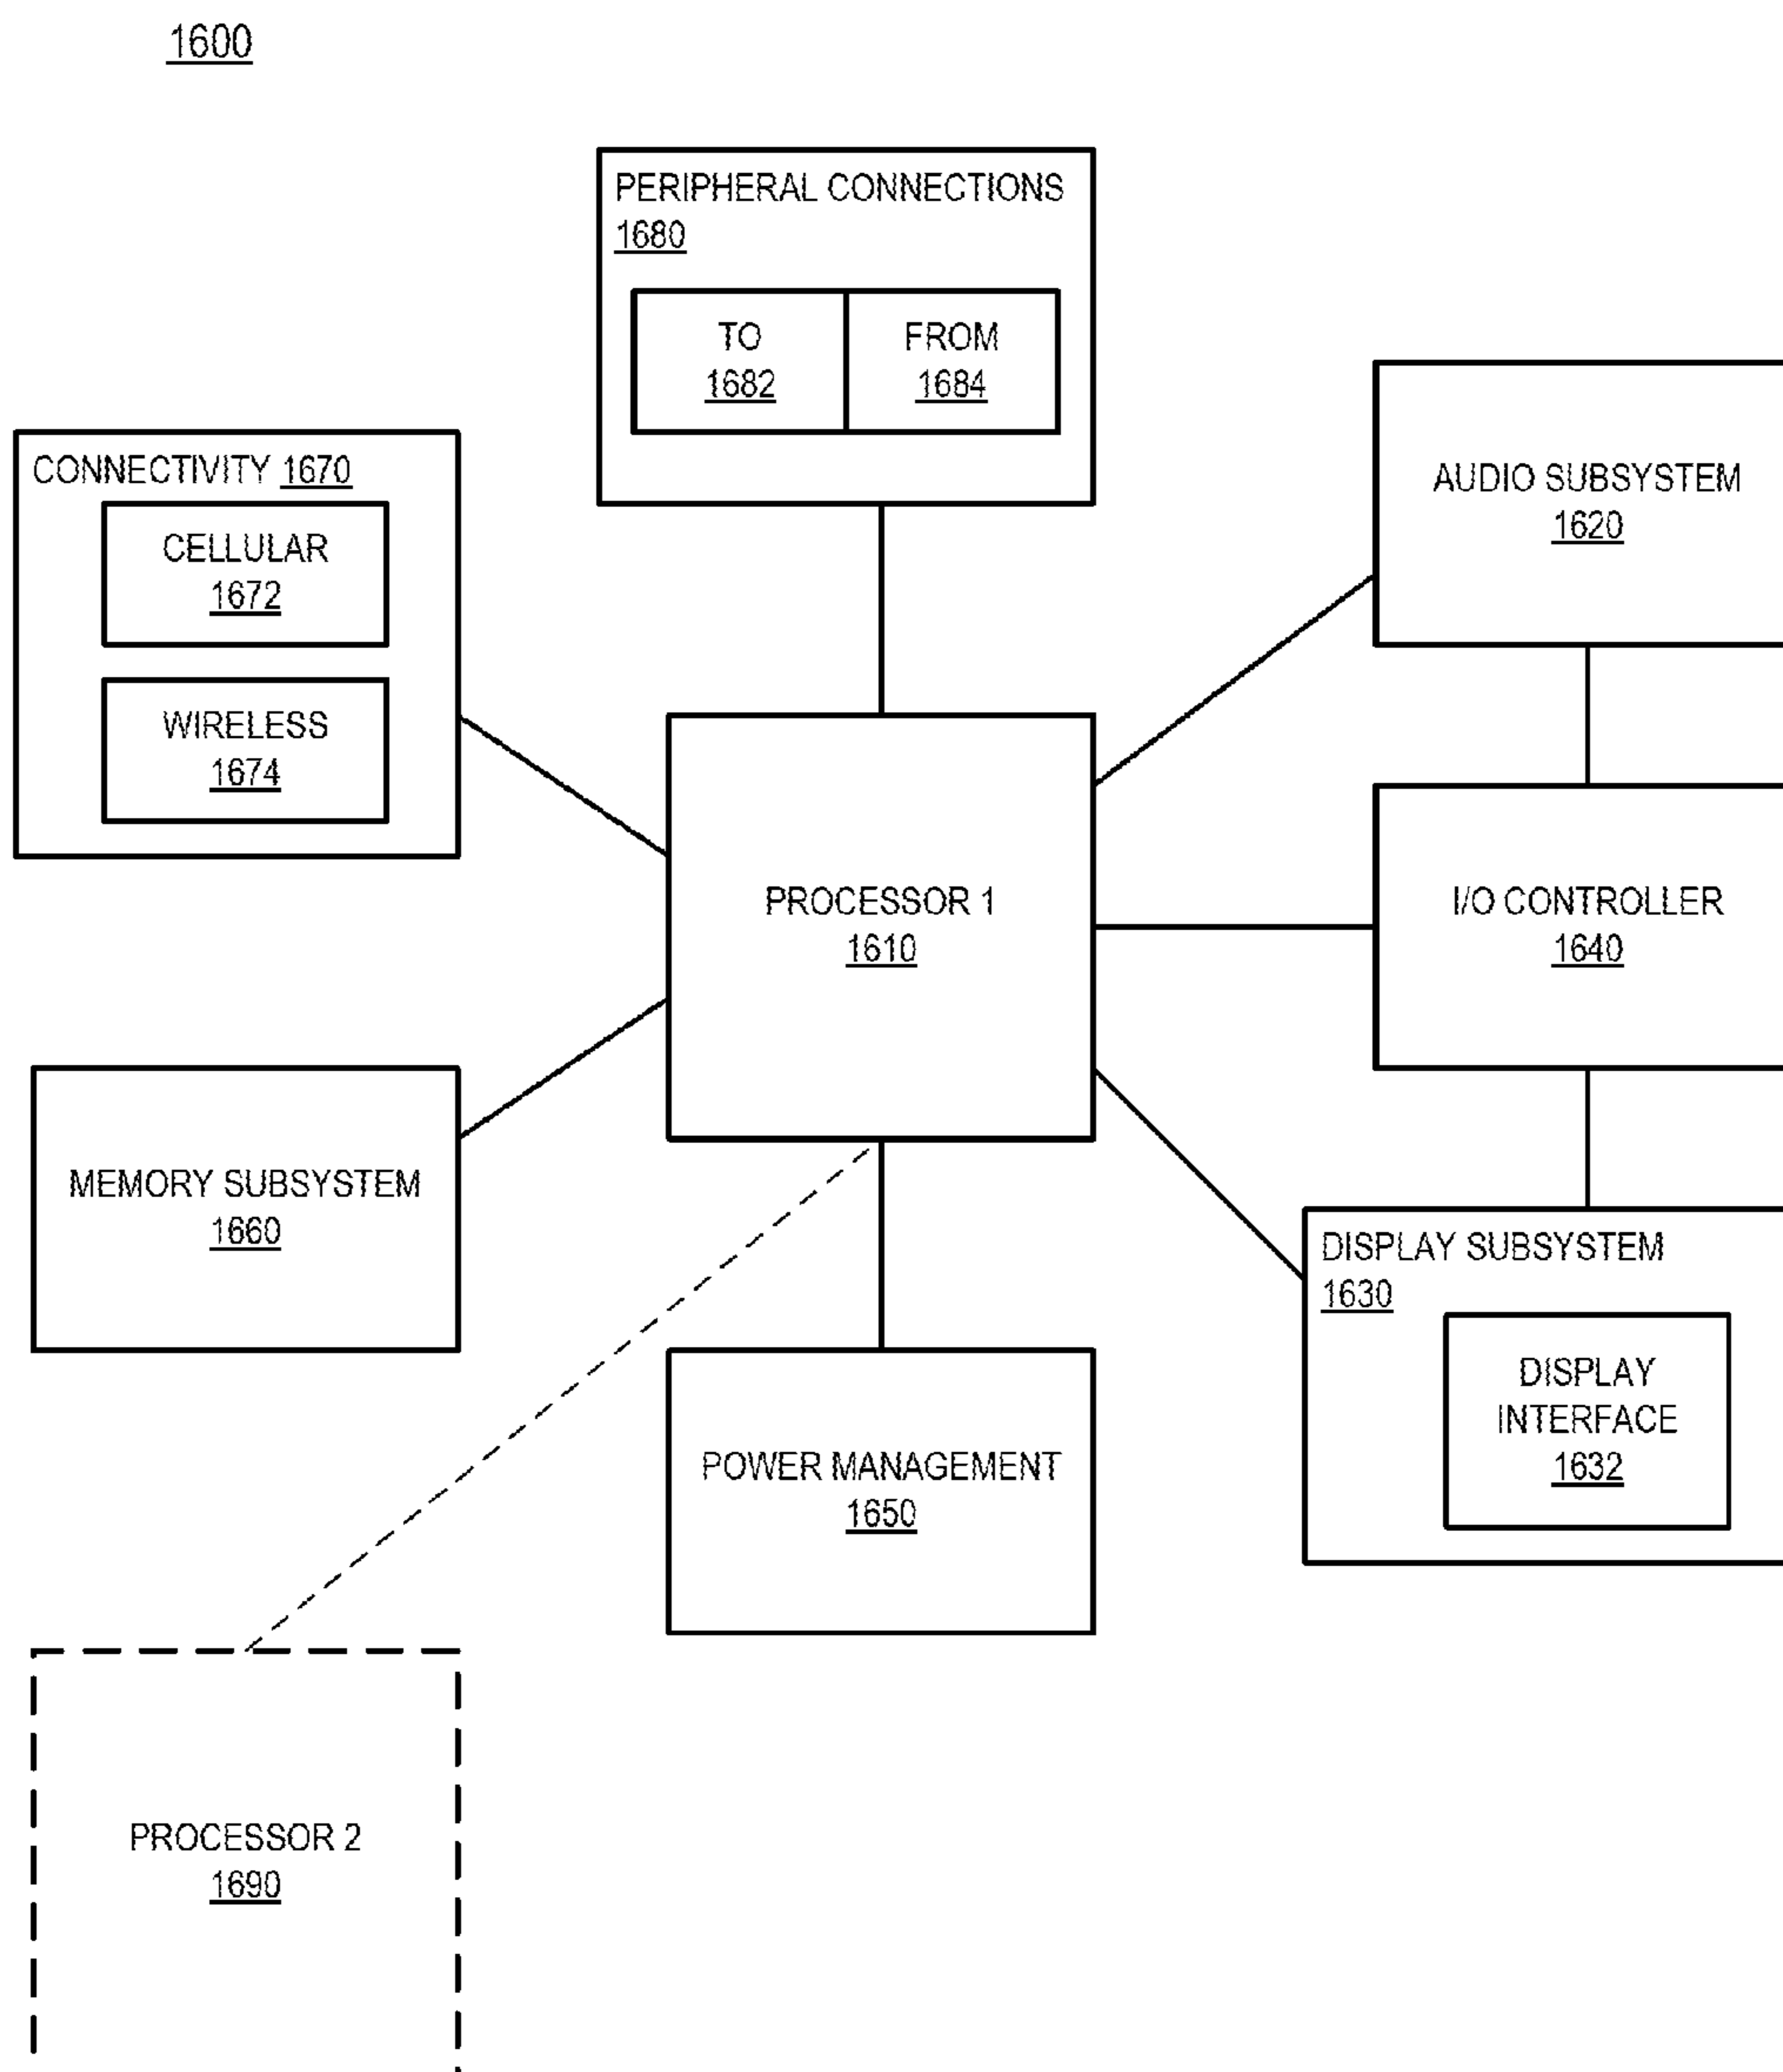 1600
PERIPHERAL CONNECTIONS
1680
TO
1682
FROM
1684
AUDIO SUBSYSTEM
1620
CONNECTIVITY 1670
CELLULAR
1672
WIRELESS
1674
PROCESSOR 1
1610
I/O CONTROLLER
1640
MEMORY SUBSYSTEM
1660
DISPLAY SUBSYSTEM
1630
DISPLAY
INTERFACE
1632
POWER MANAGEMENT
1650
PROCESSOR 2
1690